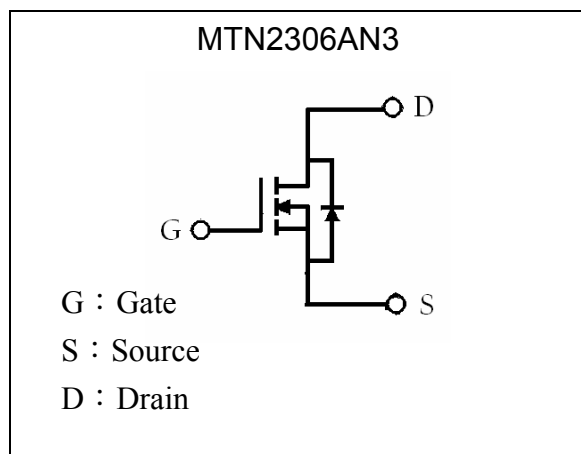 MTN2306AN3
D
G
S
G：Gate
S：Source
D：Drain